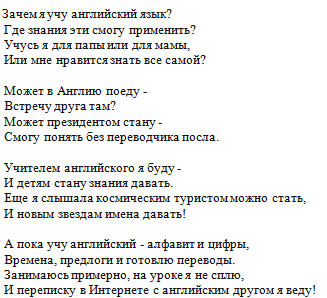 Зачем я учу английский язык?
Где знания эти смогу применить?
Учусь я для папы или для мамы,
Или мне нравится знать все самой?
Может в Англию поеду -
Встречу друга там?
Может президентом стану -
Смогу понять без переводчика посла.
Учителем английского я буду -
И детям стану знания давать.
Еще я слышала космическим туристом можно стать,
И новым звездам имена давать!
А пока учу английский - алфавит и цифры,
Времена, предлоги и готовлю переводы.
Занимаюсь примерно, на уроке я не сплю,
И переписку в Интернете с английским другом я веду!